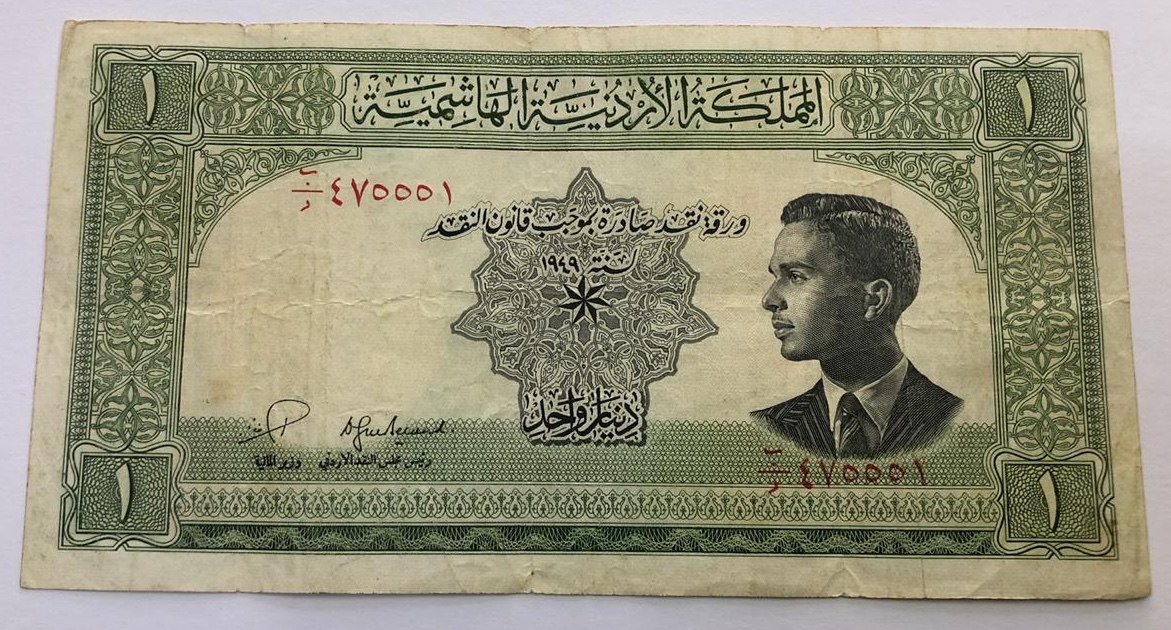 ١ المملكة الأردنية الهاشمية ١
٤٧٥٥٥١
ورقة نقد صادرة بموجب قانون النقد
لسنة ١٩٤٩
دينار واحد
رئيس مجلس النقد الاردني وزير المالية
٤٧٥٥٥١
١ ١